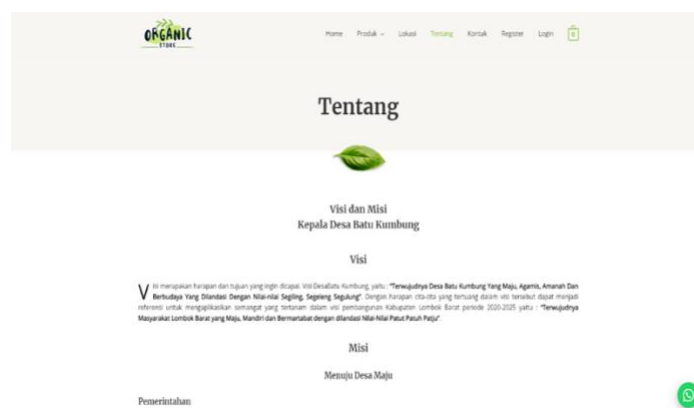 ORGANIC
STORE
Home Produk Lokasi Tentang Kontak Register Login 0
Tentang
Visi dan Misi
Kepala Desa Batu Kumbung
Visi
Visi merupakan harapan dan tujuan yang ingin dicapai. Visi DesaBatu Kumbung, yaitu : "Terwujudnya Desa Batu Kumbung Yang Maju, Agamis, Amanah Dan
Berbudaya Yang Dilandasi Dengan Nilai-nilai Segiling, Segeleng Segulung". Dengan harapan cita-cita yang tertuang dalam visi tersebut dapat menjadi
referensi untuk mengaplikasikan semangat yang tertanam dalam visi pembangunan Kabupaten Lombok Barat periode 2020-2025 yaitu : "Terwujudnya
Masyarakat Lombok Barat yang Maju, Mandiri dan Bermartabat dengan dilandasi Nilai-Nilai Patut Patuh Patju".
Misi
Menuju Desa Maju
Pemerintahan